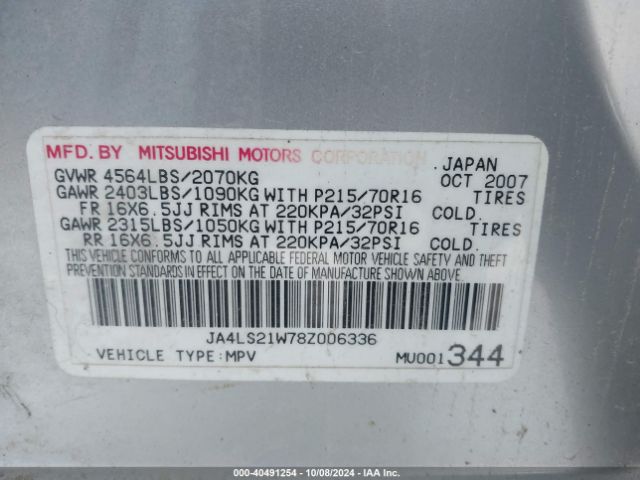 MFD. BY MITSUBISHI MOTORS CORPORATION JAPAN
GVWR 4564LBS/2070KG OCT 2007
GAWR 2403LBS/1090KG WITH P215/70R16 TIRES
FR 16X6.5JJ RIMS AT 220KPA/32PSI COLD.
GAWR 2315LBS/1050KG WITH P215/70R16 TIRES
RR 16X6.5JJ RIMS AT 220KPA/32PSI COLD.
THIS VEHICLE CONFORMS TO ALL APPLICABLE FEDERAL MOTOR VEHICLE SAFETY AND THEFT
PREVENTION STANDARDS IN EFFECT ON THE DATE OF MANUFACTURE SHOWN ABOVE.
JA4LS21W78Z006336
VEHICLE TYPE:MPV MU001344
000-40491254 - 10/08/2024 - IAA Inc.